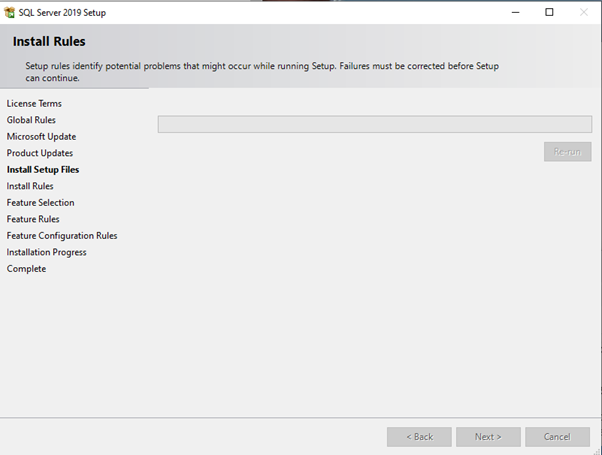 SQL Server 2019 Setup
Install Rules
Setup rules identify potential problems that might occur while running Setup. Failures must be corrected before Setup
can continue.
License Terms
Global Rules
Microsoft Update
Product Updates
Install Setup Files
Install Rules
Feature Selection
Feature Rules
Feature Configuration Rules
Installation Progress
Complete
Re-run
< Back
Next >
Cancel